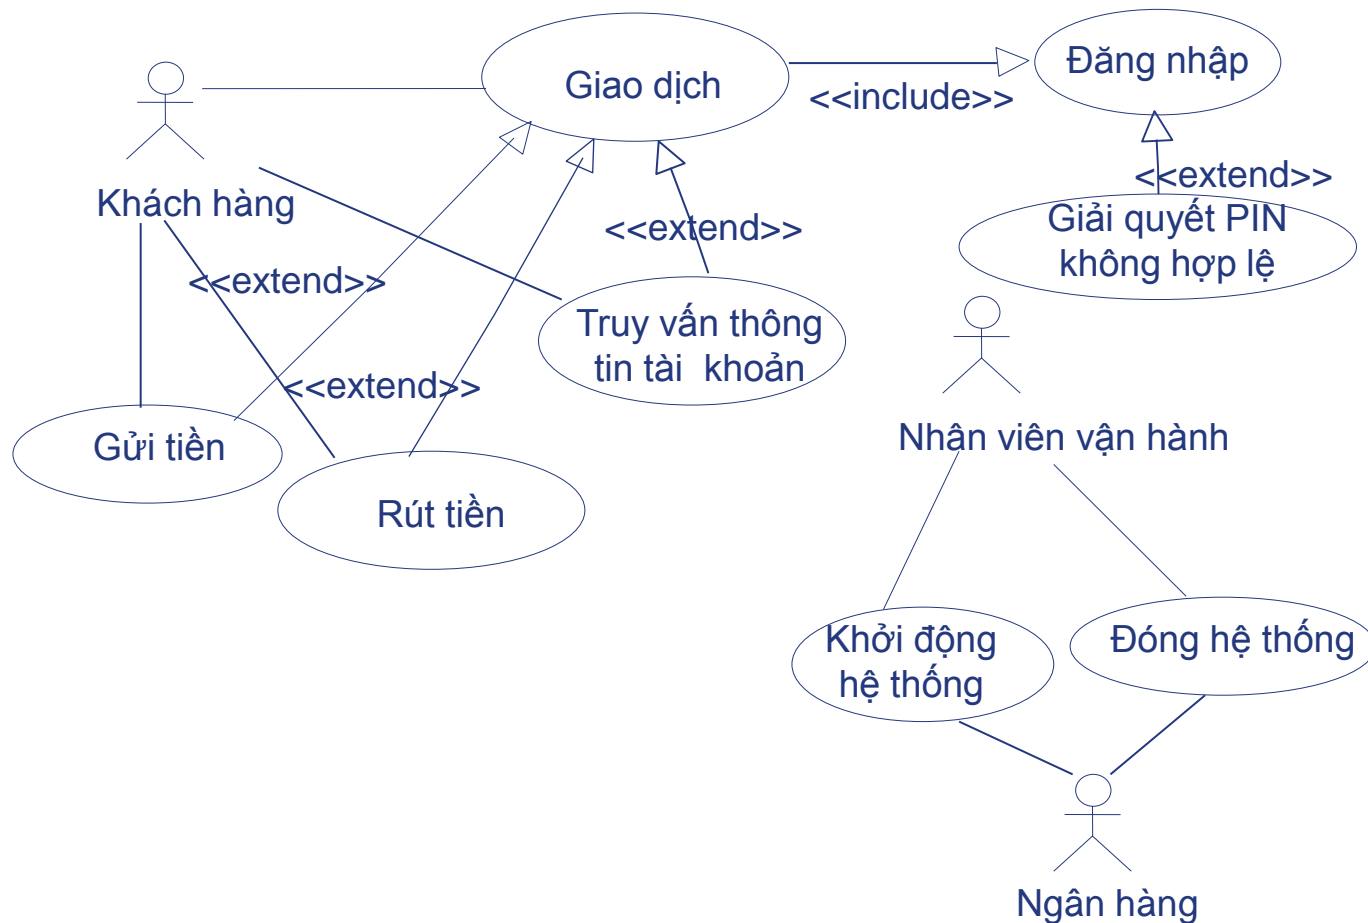 Giao dịch
Đăng nhập
<<include>>
Khách hàng
<<extend>>
Giải quyết PIN
không hợp lệ
<<extend>>
<<extend>>
Truy vấn thông
tin tài khoản
<<extend>>
Gửi tiền
Rút tiền
Nhân viên vận hành
Khởi động
hệ thống
Đóng hệ thống
Ngân hàng